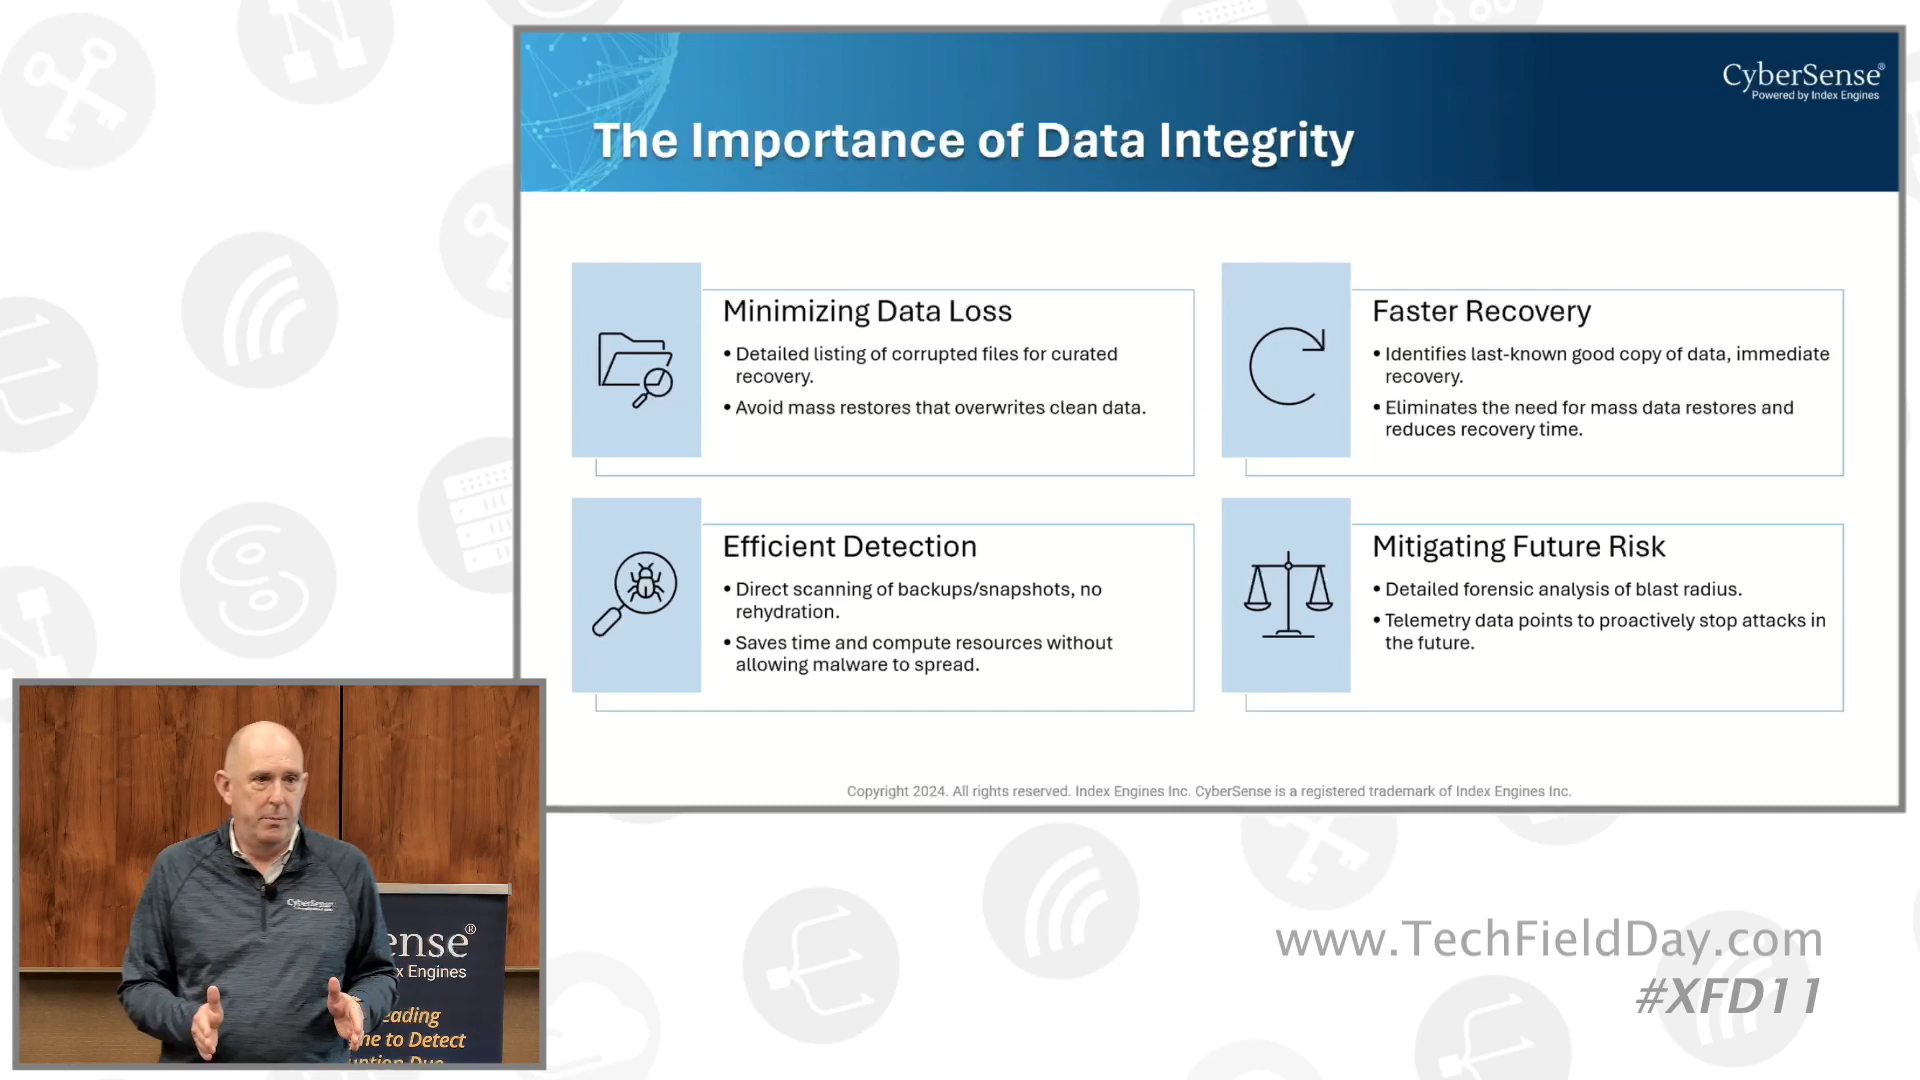 CyberSense®
Powered by Index Engines
The Importance of Data Integrity
Minimizing Data Loss
• Detailed listing of corrupted files for curated
recovery.
• Avoid mass restores that overwrites clean data.
Faster Recovery
• Identifies last-known good copy of data, immediate
recovery.
• Eliminates the need for mass data restores and
reduces recovery time.
Efficient Detection
• Direct scanning of backups/snapshots, no
rehydration.
• Saves time and compute resources without
allowing malware to spread.
Mitigating Future Risk
• Detailed forensic analysis of blast radius.
• Telemetry data points to proactively stop attacks in
the future.
Copyright 2024. All rights reserved. Index Engines Inc. CyberSense is a registered trademark of Index Engines Inc.
CyberSense
ense®
x Engines
eading
ne to Detect
www.TechFieldDay.com
#XFD11